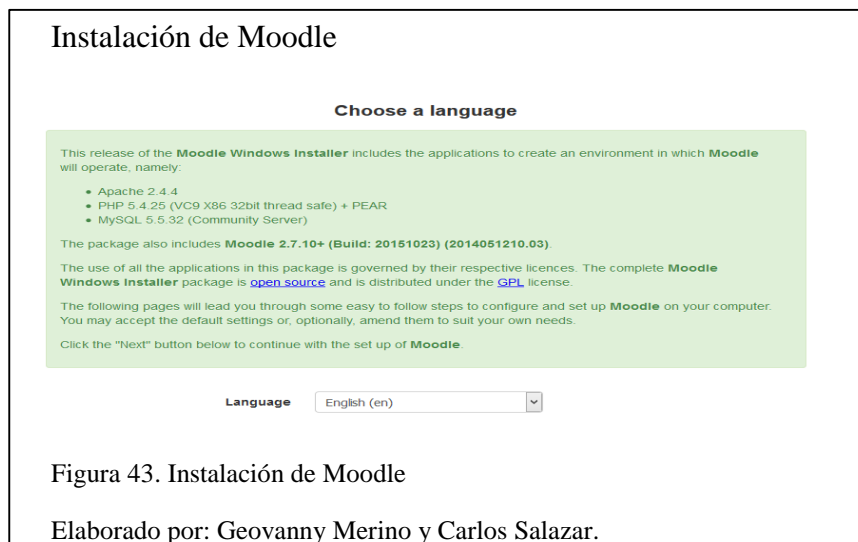 Instalación de Moodle
Choose a language
This release of the Moodle Windows Installer includes the applications to create an environment in which Moodle
will operate, namely:
• Apache 2.4.4
• PHP 5.4.25 (VC9 X86 32bit thread safe) + PEAR
• MySQL 5.5.32 (Community Server)
The package also includes Moodle 2.7.10+ (Build: 20151023) (2014051210.03).
The use of all the applications in this package is governed by their respective licences. The complete Moodle
Windows Installer package is open source and is distributed under the GPL license.
The following pages will lead you through some easy to follow steps to configure and set up Moodle on your computer.
You may accept the default settings or, optionally, amend them to suit your own needs.
Click the "Next" button below to continue with the set up of Moodle.
Language English (en)
Figura 43. Instalación de Moodle
Elaborado por: Geovanny Merino y Carlos Salazar.